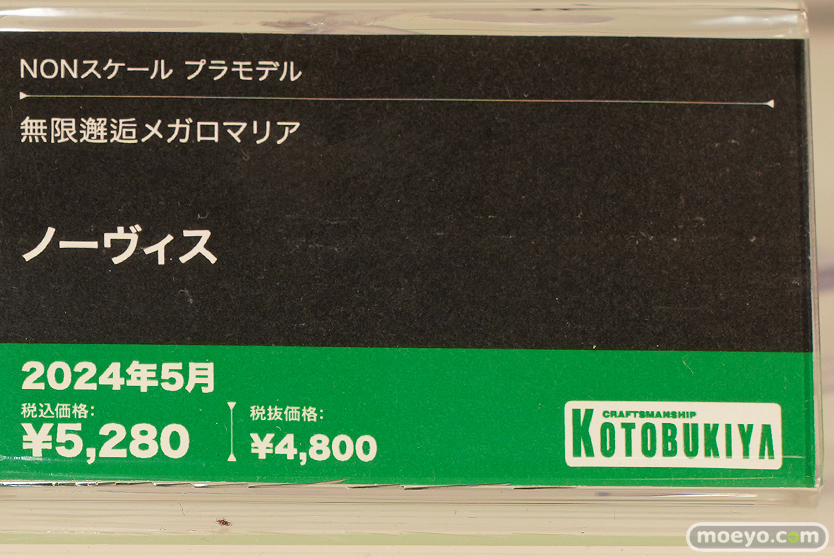 NONスケール プラモデル
無限邂逅メガロマリア
ノーヴィス
2024年5月
税込価格:
¥5,280
税抜価格:
¥4,800
CRAFTSMANSHIP
KOTOBUKIYA
moeyo.com